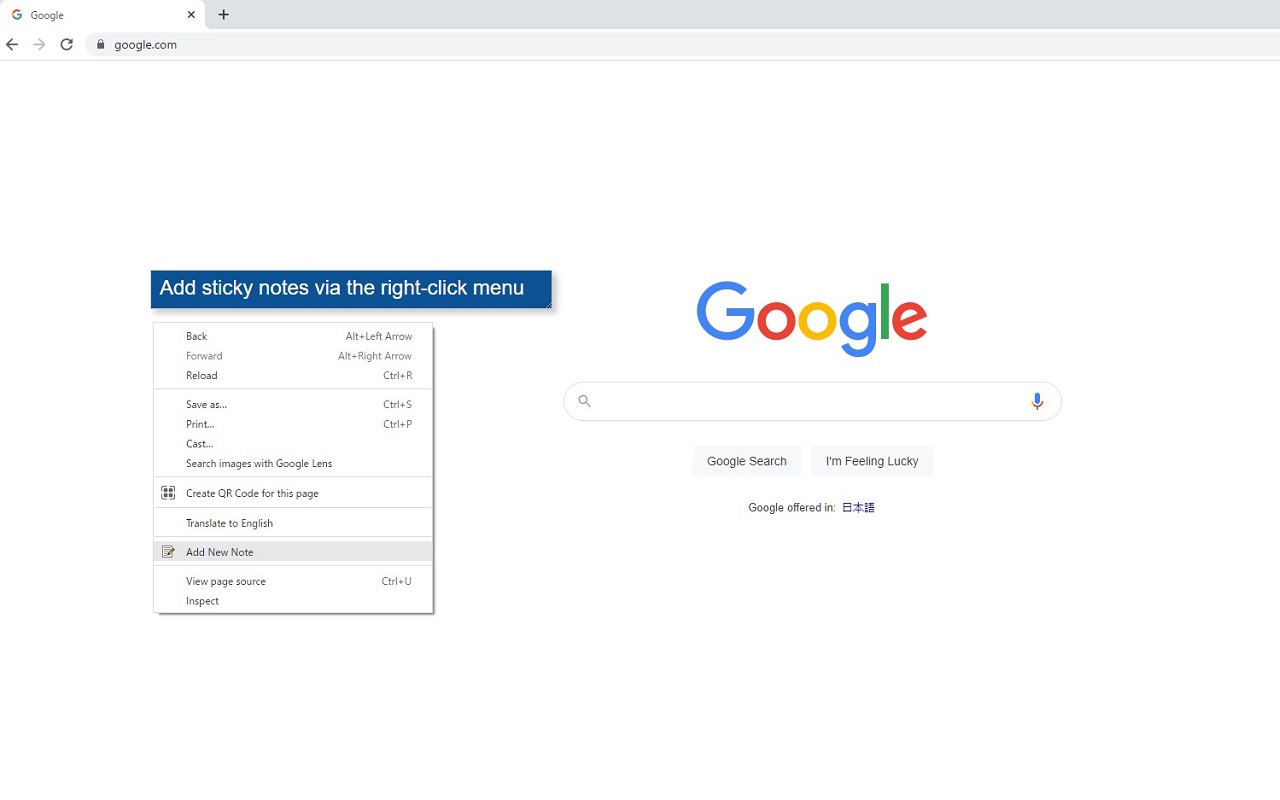 Google
google.com
Add sticky notes via the right-click menu
Back Alt+Left Arrow
Forward Alt+Right Arrow
Reload Ctrl+R
Save as... Ctrl+S
Print... Ctrl+P
Cast...
Search images with Google Lens
Create QR Code for this page
Translate to English
Add New Note
View page source Ctrl+U
Inspect
Google
Google Search I'm Feeling Lucky
Google offered in: 日本語